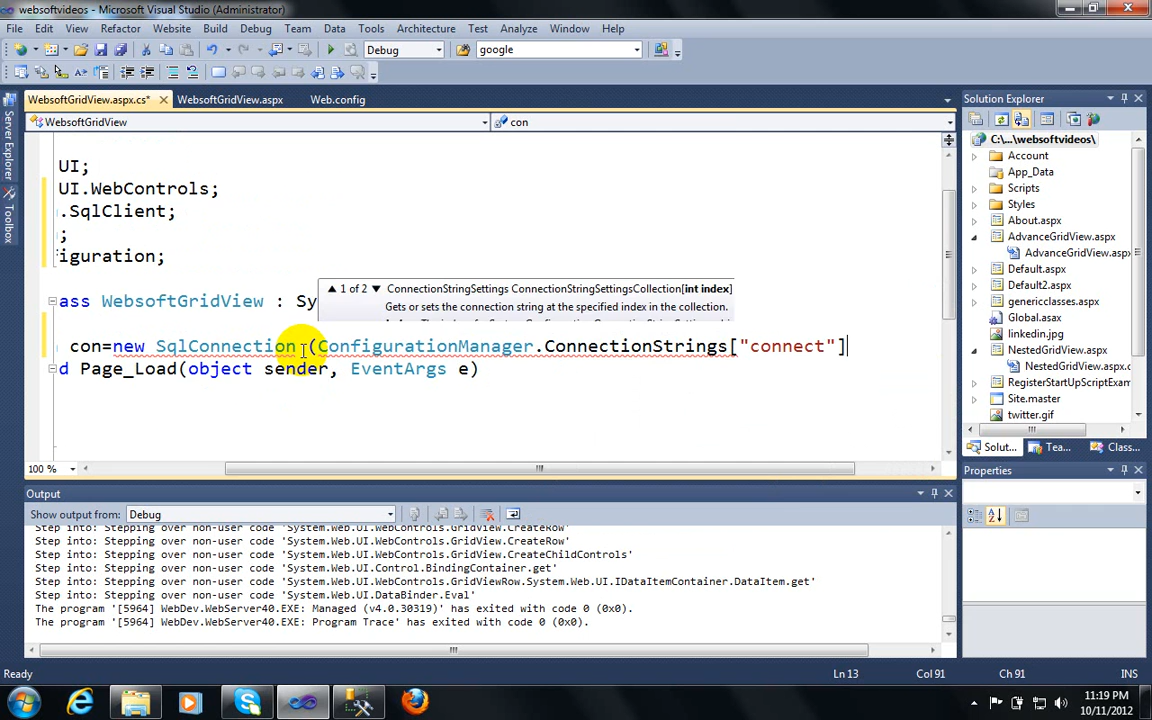 websoftvideos - Microsoft Visual Studio (Administrator)
File Edit View Refactor Website Build Debug Team Data Tools Architecture Test Analyze Window Help
Debug google
WebsoftGridView.aspx.cs* WebsoftGridView.aspx Web.config
WebsoftGridView con
UI;
UI.WebControls;
.SqlClient;
;
iguration;
ass WebsoftGridView : Sy
1 of 2 ConnectionStringSettings ConnectionStringSettingsCollection[int index]
Gets or sets the connection string at the specified index in the collection.
con=new SqlConnection (ConfigurationManager.ConnectionStrings["connect"]
d Page_Load(object sender, EventArgs e)
100 %
Server Explorer
Toolbox
Solution Explorer
C:\...\websoftvideos\
Account
App_Data
Scripts
Styles
About.aspx
AdvanceGridView.aspx
AdvanceGridView.asp
Default.aspx
Default2.aspx
genericclasses.aspx
Global.asax
linkedin.jpg
NestedGridView.aspx
NestedGridView.aspx.c
RegisterStartUpScriptExam
Site.master
twitter.gif
Solut... Tea... Class...
Properties
Output
Show output from: Debug
Step into: Stepping over non-user code 'System.Web.UI.WebControls.GridView.CreateRow'
Step into: Stepping over non-user code 'System.Web.UI.WebControls.GridView.CreateRow'
Step into: Stepping over non-user code 'System.Web.UI.WebControls.GridView.CreateChildControls'
Step into: Stepping over non-user code 'System.Web.UI.Control.BindingContainer.get'
Step into: Stepping over non-user code 'System.Web.UI.WebControls.GridViewRow.System.Web.UI.IDataItemContainer.DataItem.get'
Step into: Stepping over non-user code 'System.Web.UI.DataBinder.Eval'
The program '[5964] WebDev.WebServer40.EXE: Managed (v4.0.30319)' has exited with code 0 (0x0).
The program '[5964] WebDev.WebServer40.EXE: Program Trace' has exited with code 0 (0x0).
Ready Ln 13 Col 91 Ch 91 INS
11:19 PM
10/11/2012